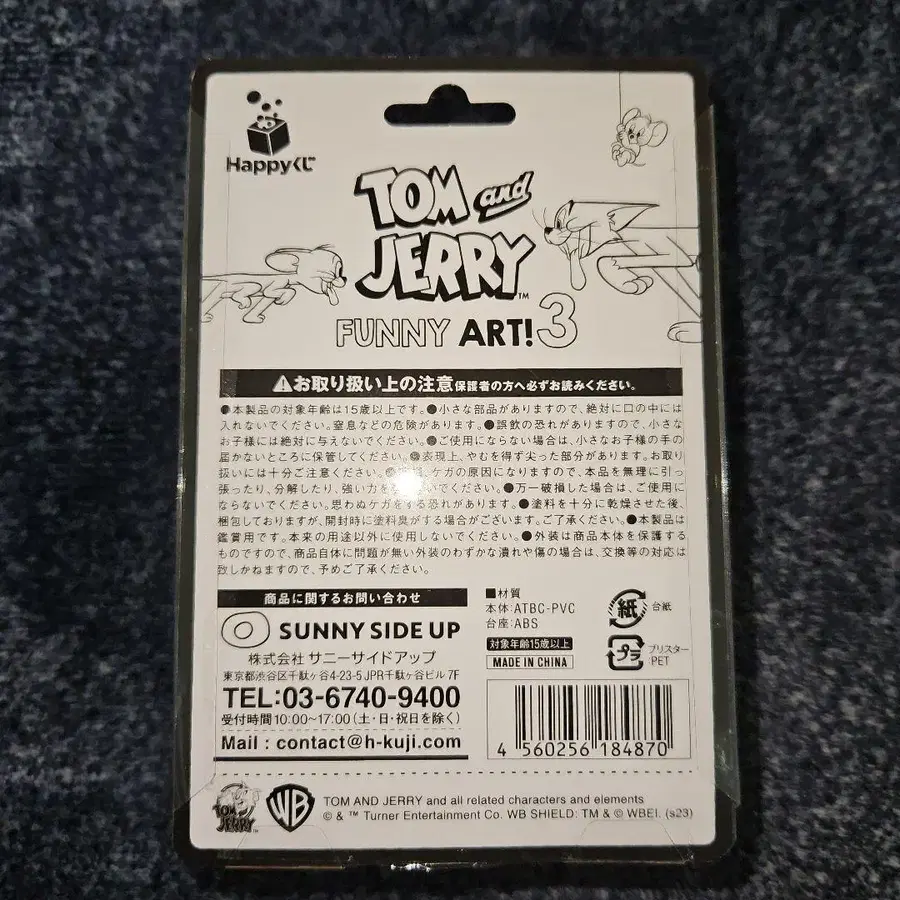 Happyくじ
TOM and
JERRY™
FUNNY ART! 3
⚠お取り扱い上の注意 保護者の方へ必ずお読みください。
●本製品の対象年齢は15歳以上です。●小さな部品がありますので、絶対に口の中には
入れないでください。窒息などの危険があります。●誤飲の恐れがありますので、小さな
お子様には絶対に与えないでください。●ご使用にならない場合は、小さなお子様の手の
届かないところに保管してください。●表現上、やむを得ず尖った部分があります。お取り
扱いには十分ご注意ください。 ケガの原因になりますので、本品を無理に引っ
張ったり、分解したり、強い力を でください。●万一破損した場合は、ご使用に
ならないでください。思わぬケガをする恐れがあります。●塗料を十分に乾燥させた後、
梱包しておりますが、開封時に塗料臭がする場合がございます。ご了承ください。●本製品は
鑑賞用です。本来の用途以外に使用しないでください。●外装は商品本体を保護する
ものですので、商品自体に問題が無い外装のわずかな潰れや傷の場合は、交換等の対応は
致しかねますので、予めご了承ください。
商品に関するお問い合わせ
SUNNY SIDE UP
株式会社 サニーサイドアップ
東京都渋谷区千駄ヶ谷4-23-5 JPR千駄ヶ谷ビル 7F
TEL:03-6740-9400
受付時間10:00~17:00(土・日・祝日を除く)
Mail : contact@h-kuji.com
■材質
本体:ATBC-PVC
台座:ABS
対象年齢15歳以上
MADE IN CHINA
紙 台紙
プラ ブリスター
:PET
4 560256 184870
TOM and JERRY™
WB
TOM AND JERRY and all related characters and elements
© & ™ Turner Entertainment Co. WB SHIELD: TM & © WBEI. (s23)